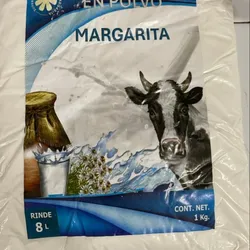 EN POLVO
MARGARITA
RINDE
8 L
CONT. NET.
1 Kg.